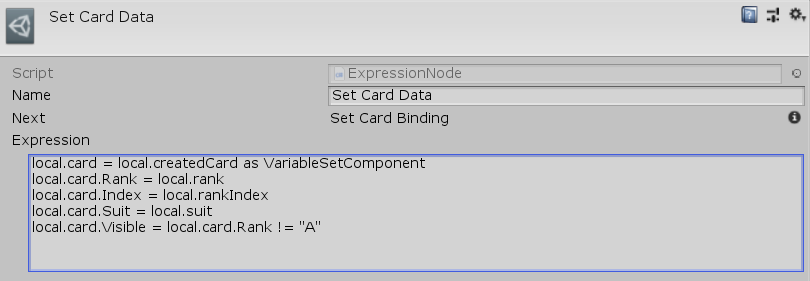 Set Card Data
Script ExpressionNode
Name Set Card Data
Next Set Card Binding
Expression
local.card = local.createdCard as VariableSetComponent
local.card.Rank = local.rank
local.card.Index = local.rankIndex
local.card.Suit = local.suit
local.card.Visible = local.card.Rank != "A"